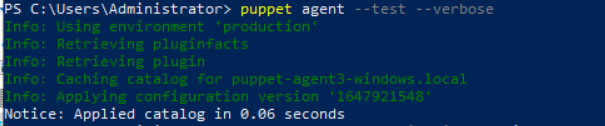 PS C:\Users\Administrator> puppet agent --test --verbose
Info: Using environment 'production'
Info: Retrieving pluginfacts
Info: Retrieving plugin
Info: Caching catalog for puppet-agent3-windows.local
Info: Applying configuration version '1647921548'
Notice: Applied catalog in 0.06 seconds